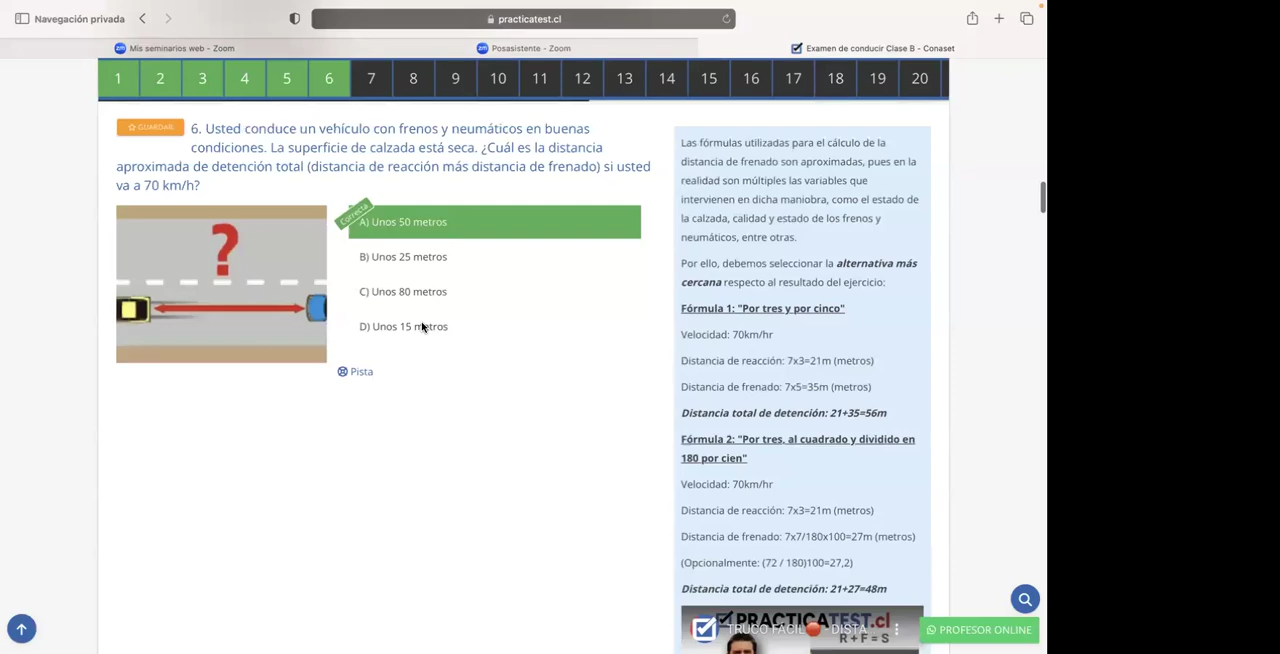 Navegación privada
practicatest.cl
Mis seminarios web - Zoom
Posasistente - Zoom
Examen de conducir Clase B - Conaset
1 2 3 4 5 6 7 8 9 10 11 12 13 14 15 16 17 18 19 20
GUARDAR
6. Usted conduce un vehículo con frenos y neumáticos en buenas
condiciones. La superficie de calzada está seca. ¿Cuál es la distancia
aproximada de detención total (distancia de reacción más distancia de frenado) si usted
va a 70 km/h?
?
Correcta
A) Unos 50 metros
B) Unos 25 metros
C) Unos 80 metros
D) Unos 15 metros
Pista
Las fórmulas utilizadas para el cálculo de la
distancia de frenado son aproximadas, pues en la
realidad son múltiples las variables que
intervienen en dicha maniobra, como el estado de
la calzada, calidad y estado de los frenos y
neumáticos, entre otras.
Por ello, debemos seleccionar la alternativa más
cercana respecto al resultado del ejercicio:
Fórmula 1: "Por tres y por cinco"
Velocidad: 70km/hr
Distancia de reacción: 7x3=21m (metros)
Distancia de frenado: 7x5=35m (metros)
Distancia total de detención: 21+35=56m
Fórmula 2: "Por tres, al cuadrado y dividido en
180 por cien"
Velocidad: 70km/hr
Distancia de reacción: 7x3=21m (metros)
Distancia de frenado: 7x7/180x100=27m (metros)
(Opcionalmente: (72 / 180)100=27,2)
Distancia total de detención: 21+27=48m
PRACTICATEST.cl
TRUCO FÁCIL DISTA...
R+F=S
PROFESOR ONLINE